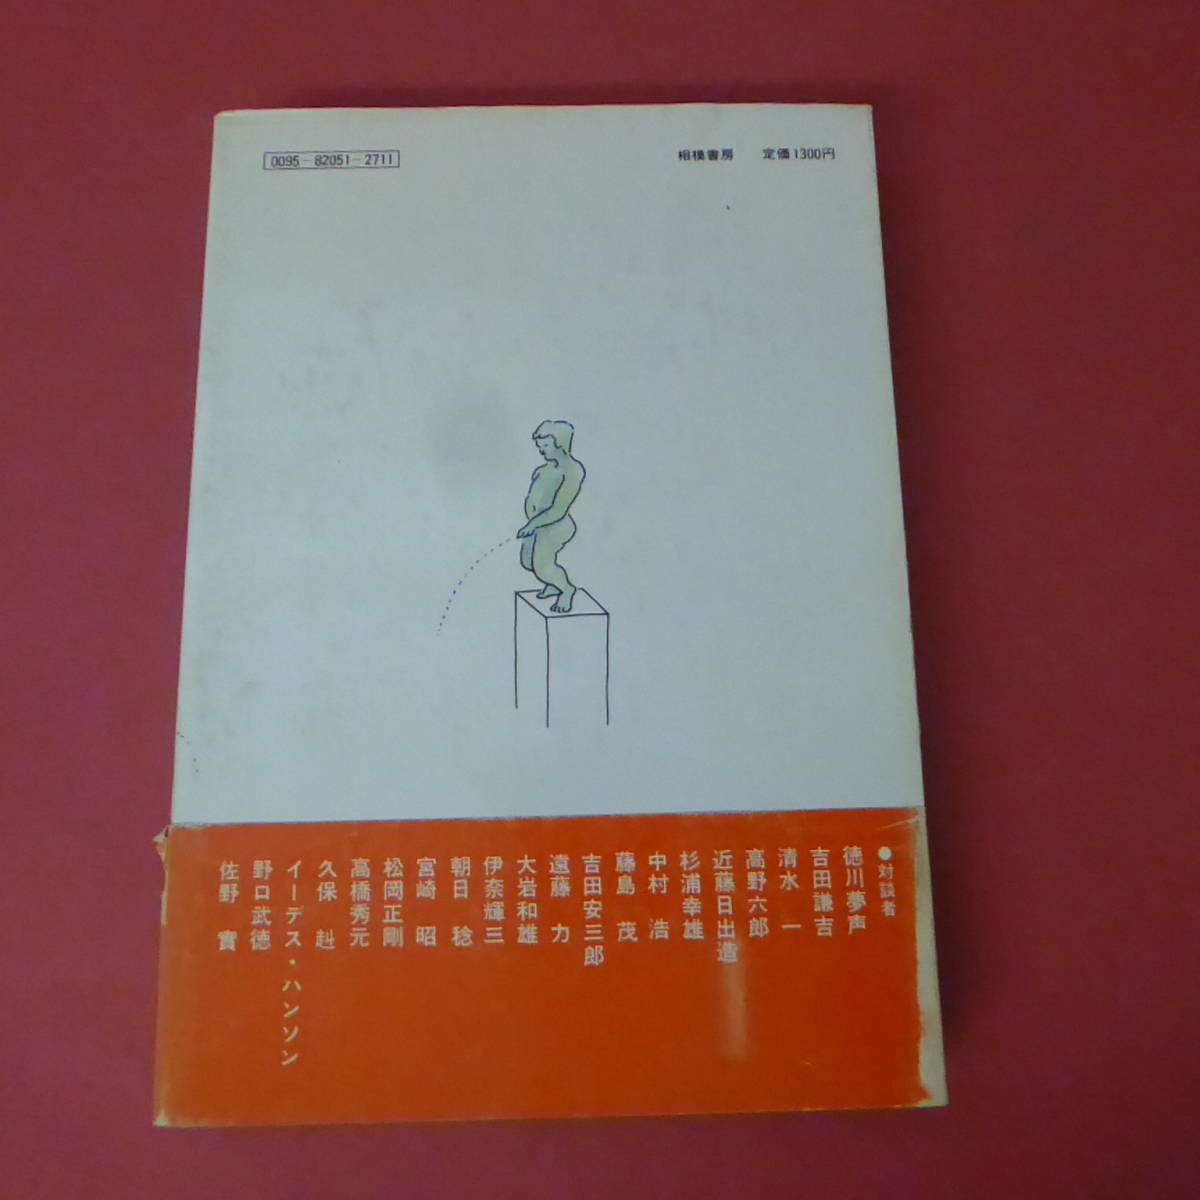 0095-82051-2711
相模書房 定価1300円
●対談者
徳川夢声
吉田謙吉
清水一
高野六郎
近藤日出造
杉浦幸雄
中村浩
藤島茂
吉田安三郎
遠藤力
大岩和雄
伊奈輝三
朝日稔
宮崎昭
松岡正剛
高橋秀元
久保赳
イーデス・ハンソン
野口武徳
佐野實